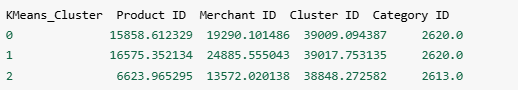 KMeans_Cluster Product ID Merchant ID Cluster ID Category ID
0 15858.612329 19290.101486 39009.094387 2620.0
1 16575.352134 24885.555043 39017.753135 2620.0
2 6623.965295 13572.020138 38848.272582 2613.0